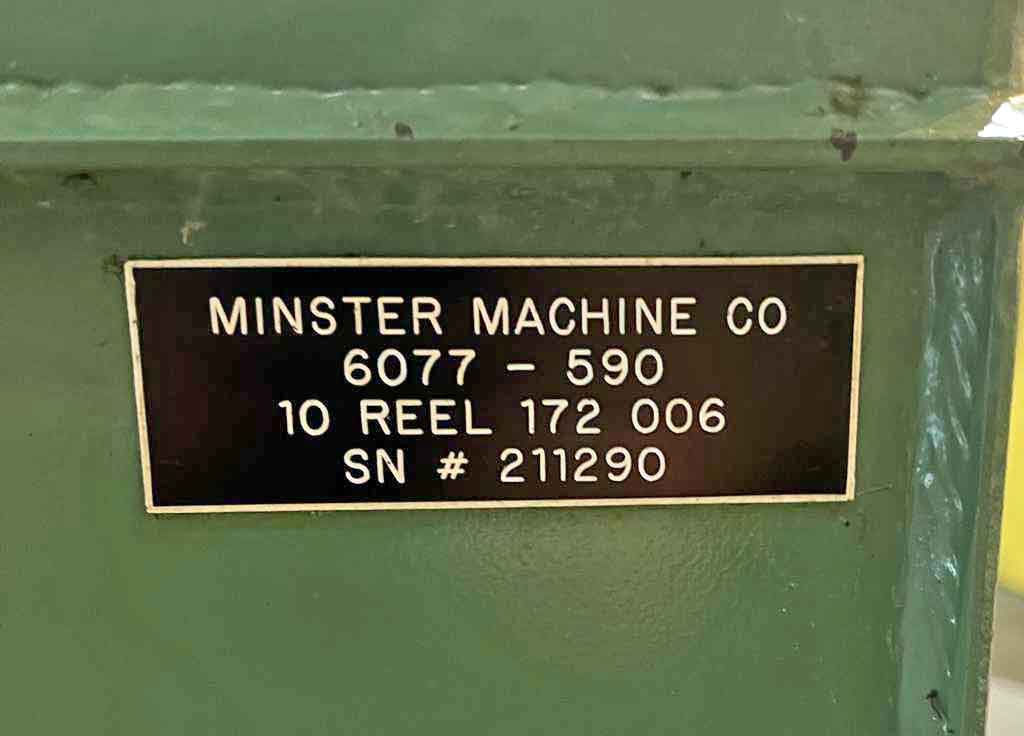 MINSTER MACHINE CO
6077 - 590
10 REEL 172 006
SN # 211290